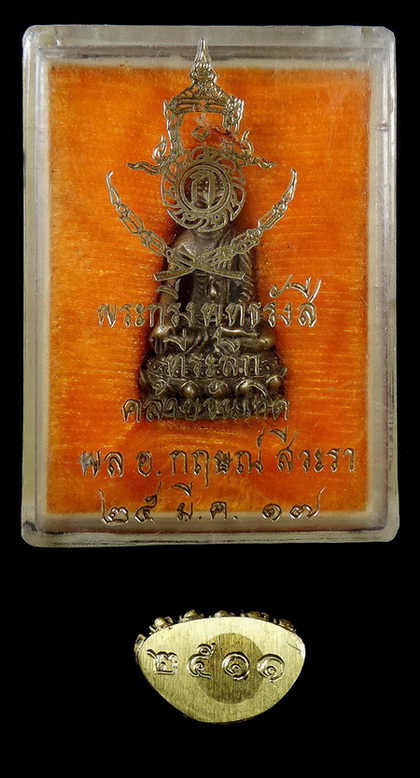 พระกริ่งพุทธรังสี
ที่ระลึก
คล้ายวันเกิด
พล อ. กฤษณ์ สีวะรา
๒๕ มี.ค. ๑๗
๒๕๑๑